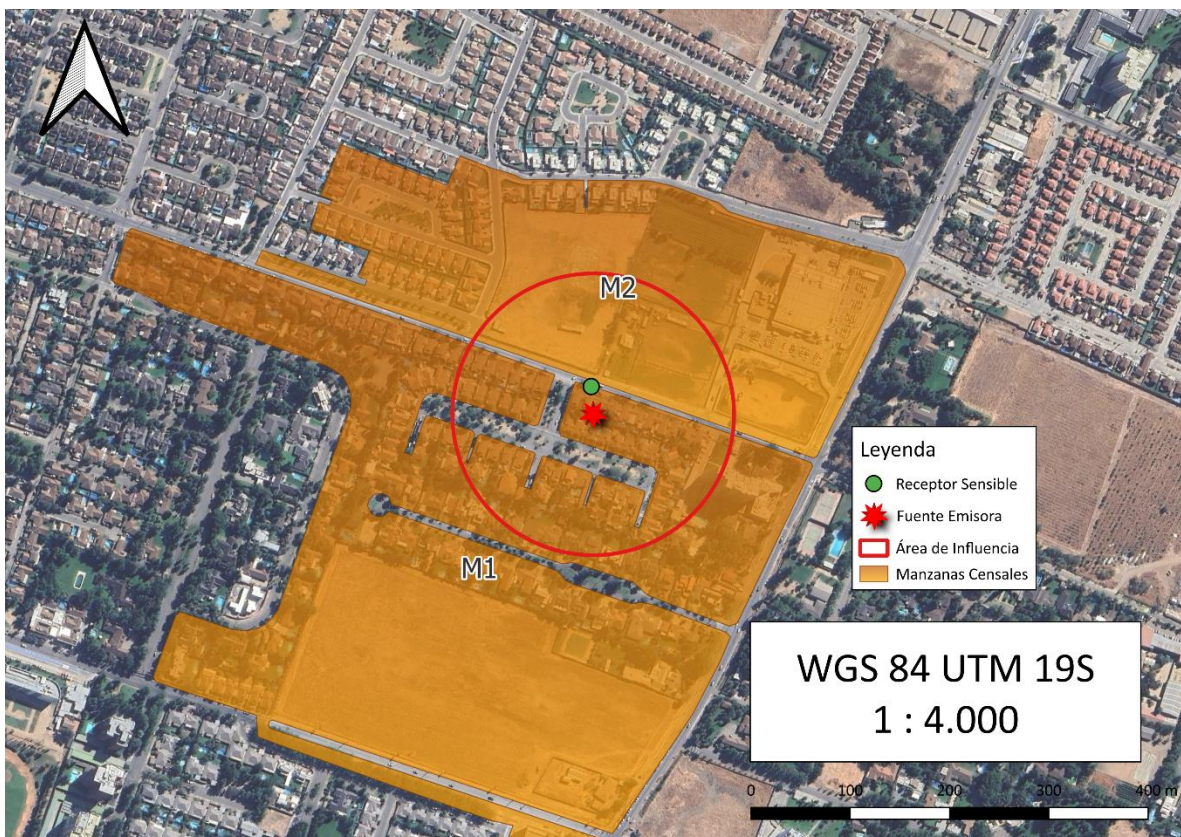 M2
M1
Leyenda
Receptor Sensible
Fuente Emisora
Área de Influencia
Manzanas Censales
WGS 84 UTM 19S
1 : 4.000
0 100 200 300 400 m